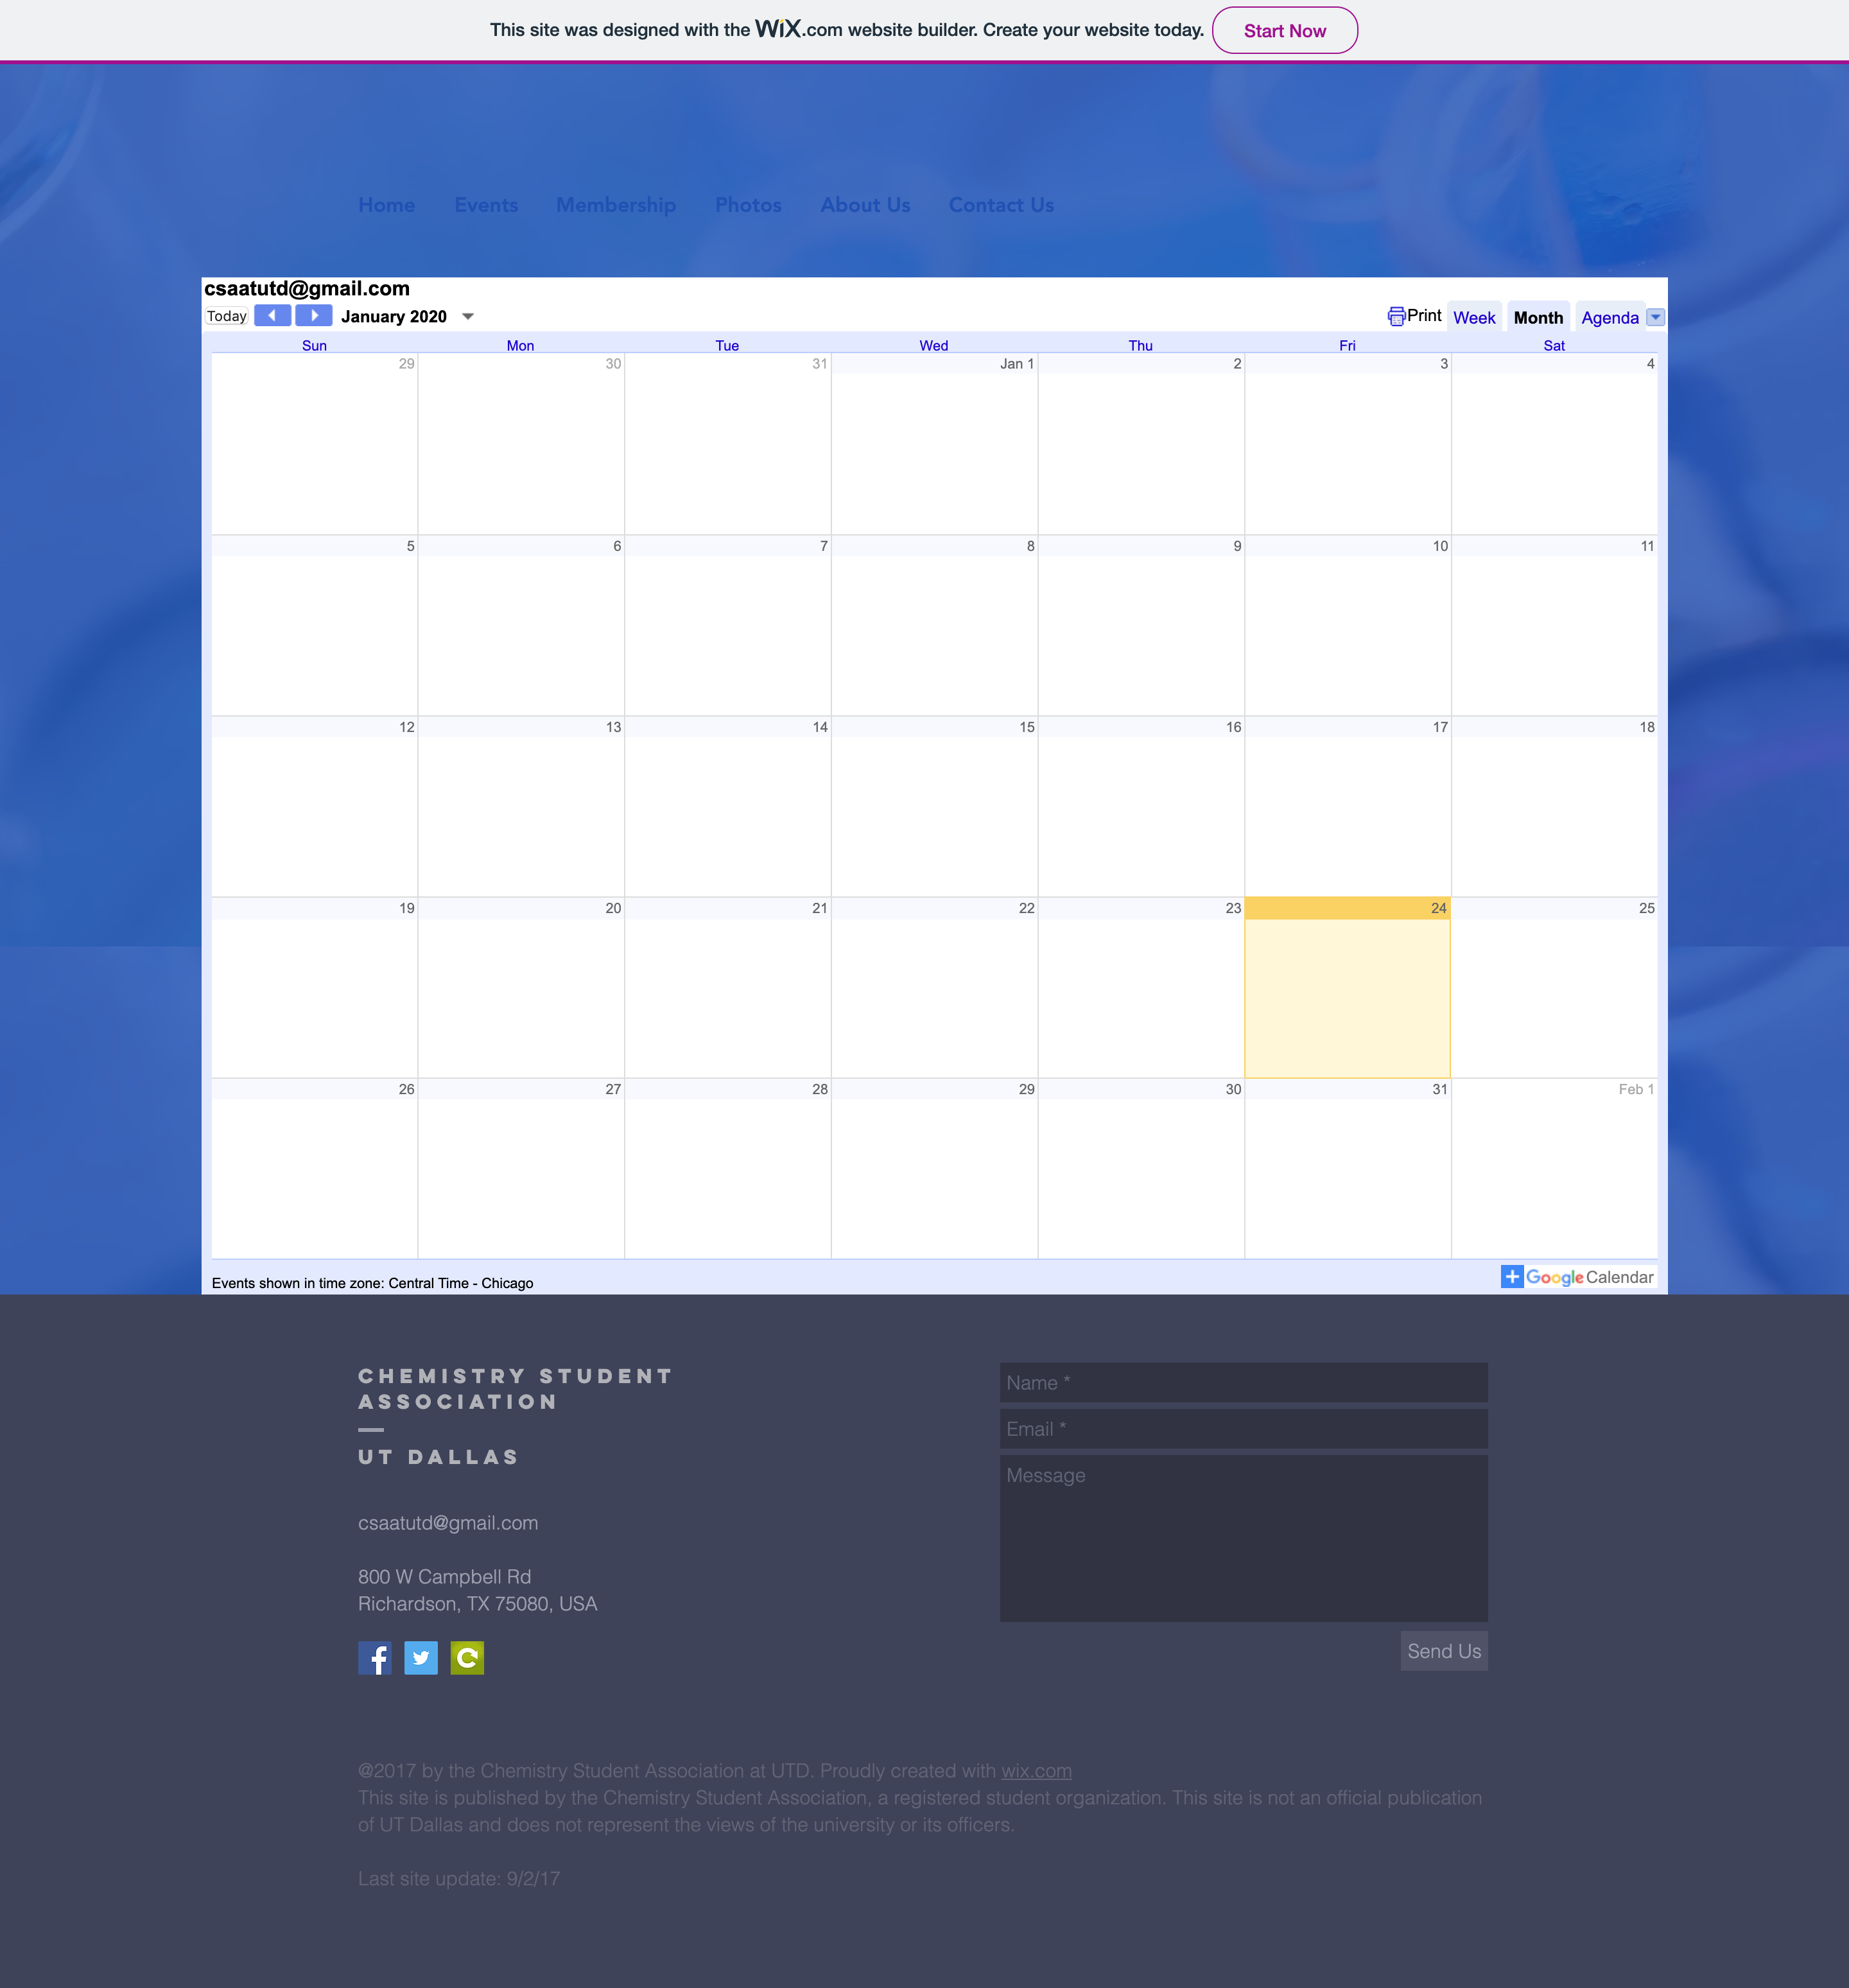 This site was designed with the WiX.com website builder. Create your website today. Start Now
Home Events Membership Photos About Us Contact Us
csaatutd@gmail.com
Today January 2020 Print Week Month Agenda
Sun Mon Tue Wed Thu Fri Sat
29 30 31 Jan 1 2 3 4
5 6 7 8 9 10 11
12 13 14 15 16 17 18
19 20 21 22 23 24 25
26 27 28 29 30 31 Feb 1
Events shown in time zone: Central Time - Chicago
Google Calendar
CHEMISTRY STUDENT
ASSOCIATION
UT DALLAS
csaatutd@gmail.com
800 W Campbell Rd
Richardson, TX 75080, USA
Name *
Email *
Message
Send Us
@2017 by the Chemistry Student Association at UTD. Proudly created with wix.com
This site is published by the Chemistry Student Association, a registered student organization. This site is not an official publication
of UT Dallas and does not represent the views of the university or its officers.
Last site update: 9/2/17